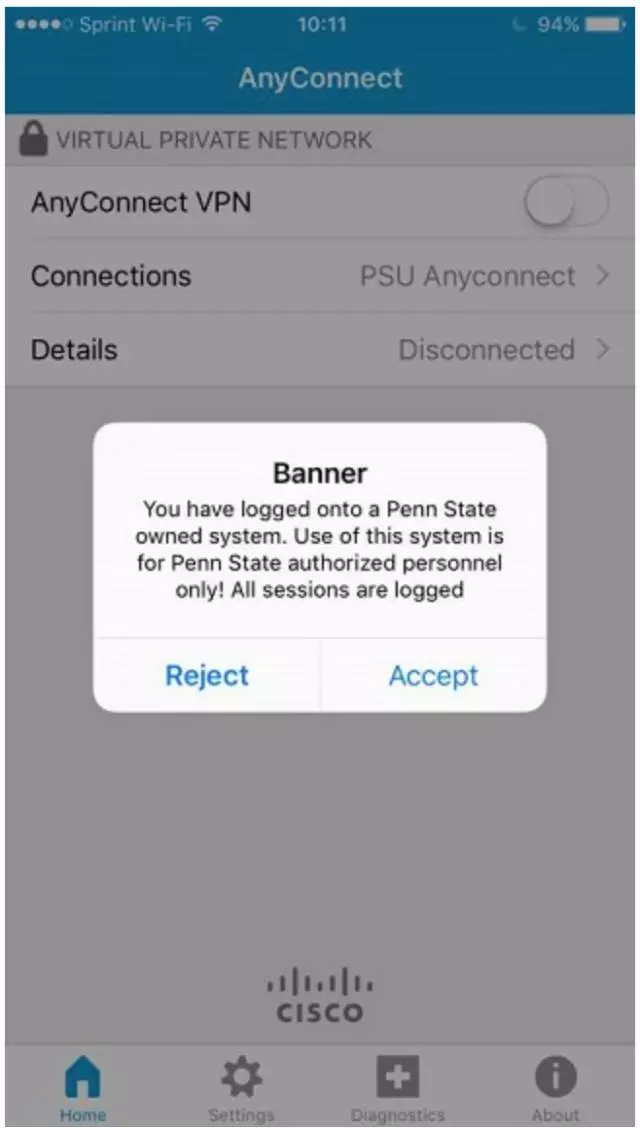 Sprint Wi-Fi 10:11 94%
AnyConnect
VIRTUAL PRIVATE NETWORK
AnyConnect VPN
Connections PSU Anyconnect
Details Disconnected
Banner
You have logged onto a Penn State
owned system. Use of this system is
for Penn State authorized personnel
only! All sessions are logged
Reject Accept
CISCO
Home Settings Diagnostics About